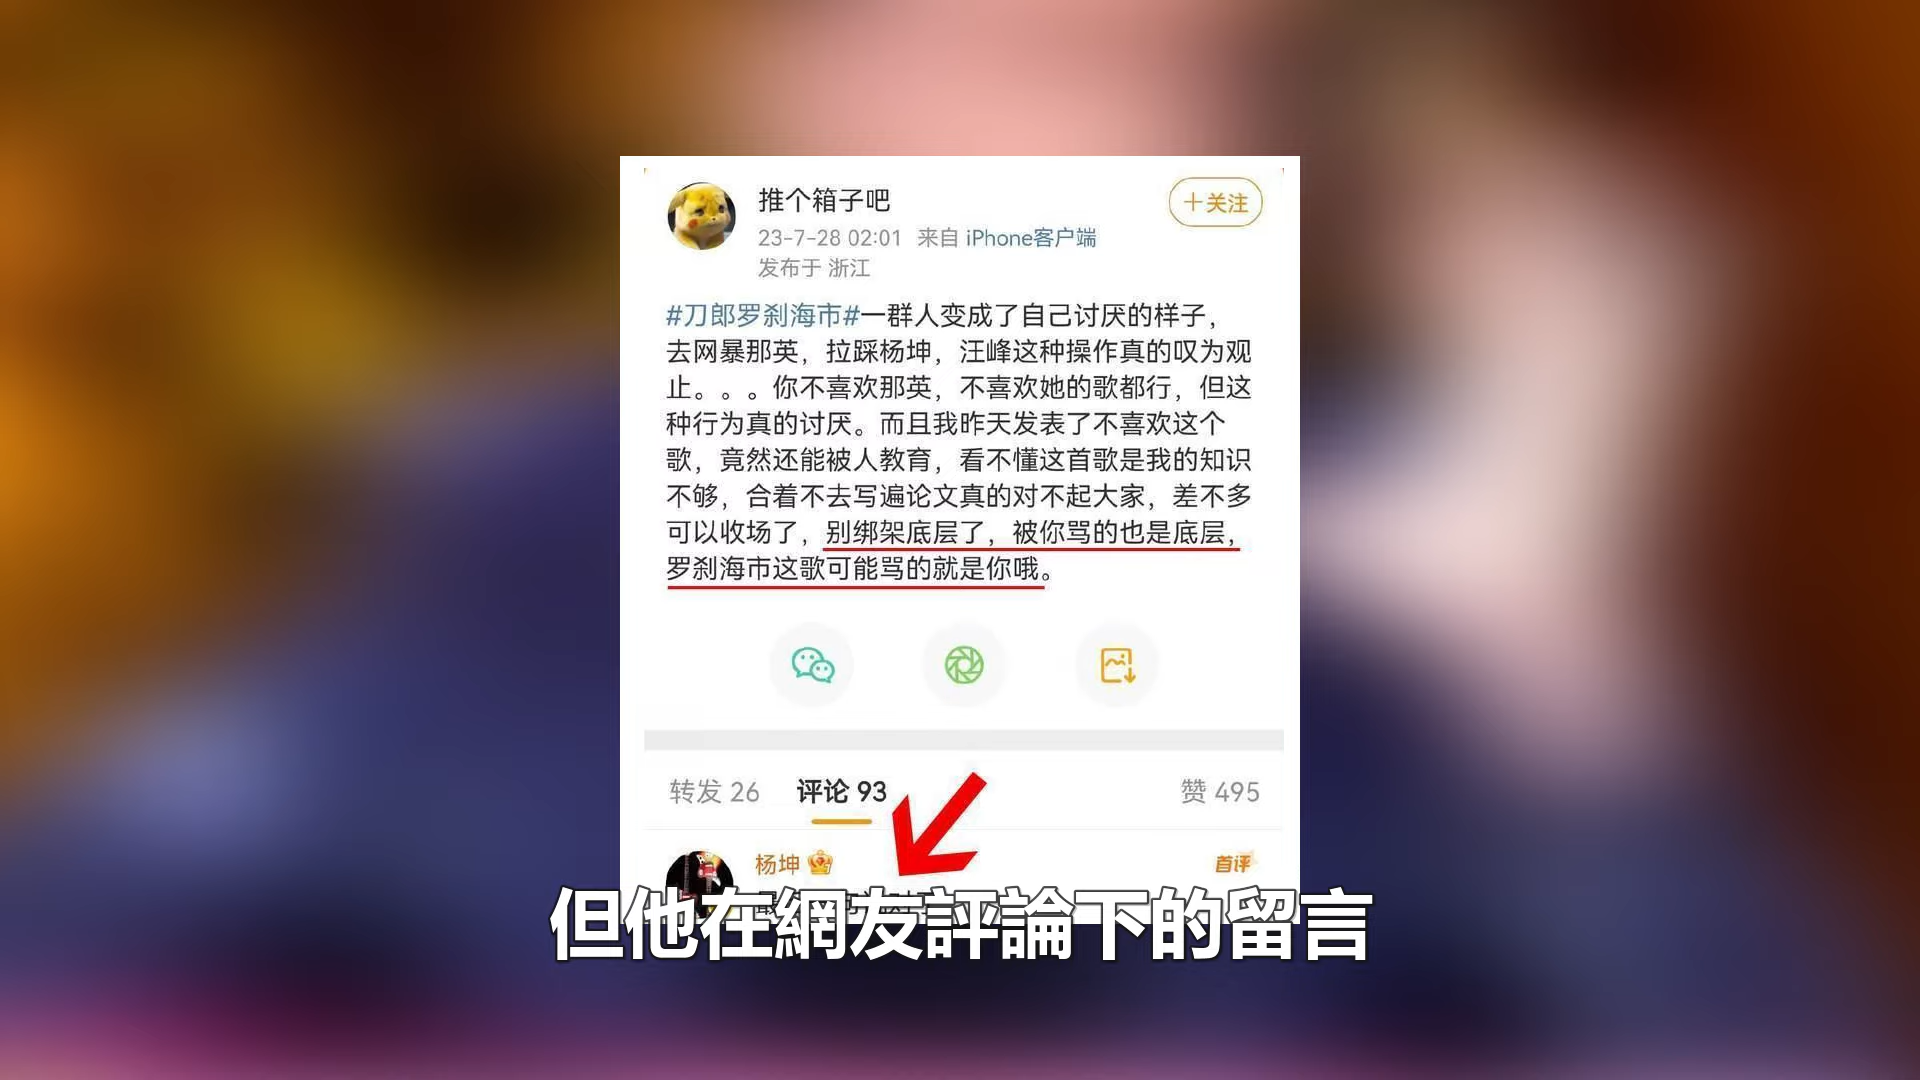 推个箱子吧
+关注
23-7-28 02:01 来自 iPhone客户端
发布于 浙江
#刀郎罗刹海市#一群人变成了自己讨厌的样子，
去网暴那英，拉踩杨坤，汪峰这种操作真的叹为观
止。。。你不喜欢那英，不喜欢她的歌都行，但这
种行为真的讨厌。而且我昨天发表了不喜欢这个
歌，竟然还能被人教育，看不懂这首歌是我的知识
不够，合着不去写遍论文真的对不起大家，差不多
可以收场了，别绑架底层了，被你骂的也是底层，
罗刹海市这歌可能骂的就是你哦。
转发 26 评论 93 赞 495
杨坤 首评
但他在網友評論下的留言